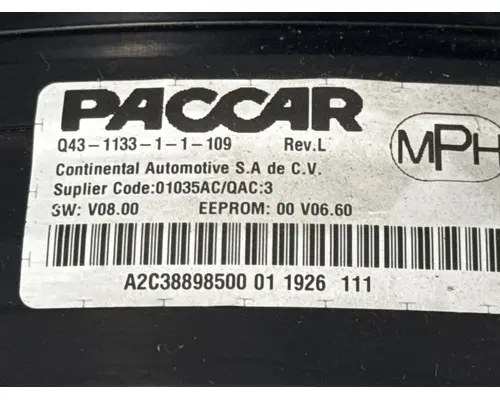 PACCAR
Q43-1133-1-1-109 Rev.L
MPH
Continental Automotive S.A de C.V.
Suplier Code:01035AC/QAC:3
SW: V08.00 EEPROM: 00 V06.60
A2C38898500 01 1926 111